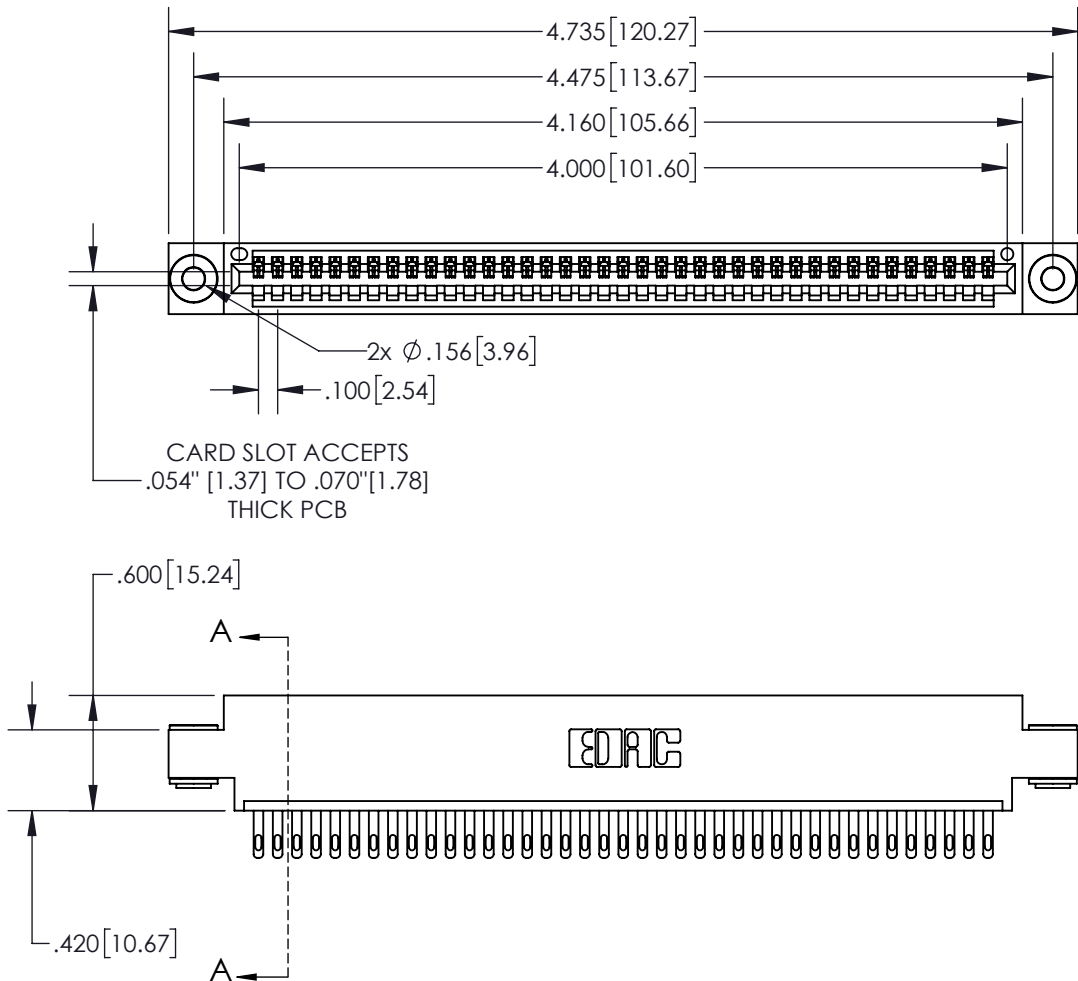 4.735[120.27]
4.475[113.67]
4.160[105.66]
4.000[101.60]
2x Ø.156[3.96]
.100[2.54]
CARD SLOT ACCEPTS
.054" [1.37] TO .070"[1.78]
THICK PCB
.600[15.24]
A
EDAC
.420[10.67]
A